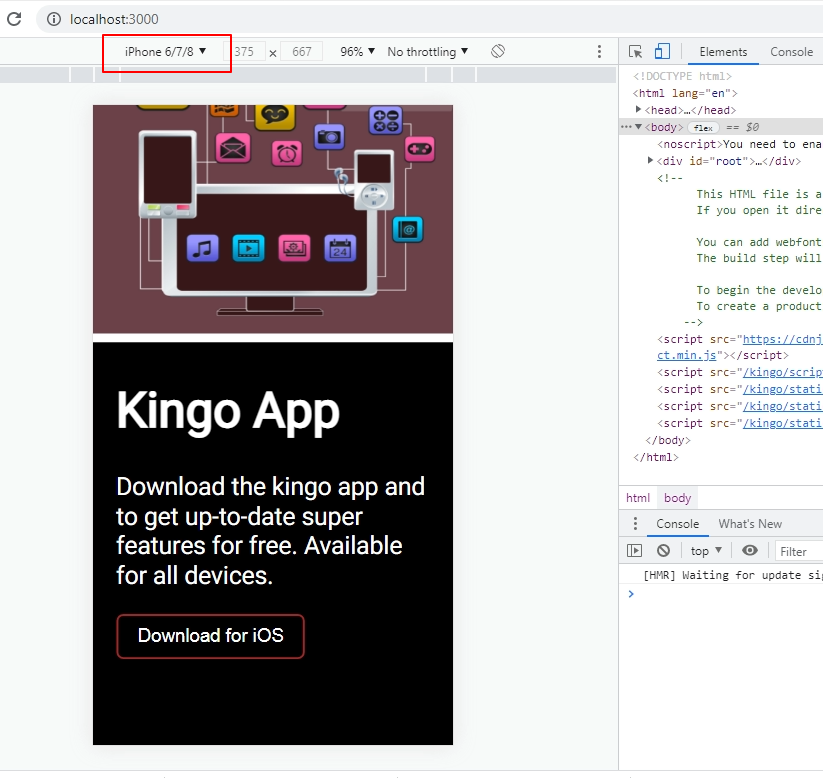 localhost:3000
iPhone 6/7/8 ▼ 375 × 667 96% ▼ No throttling ▼
Elements Console
<!DOCTYPE html>
<html lang="en">
<head>…</head>
<body> flex == $0
<noscript>You need to ena
<div id="root">…</div>
<!--
This HTML file is a
If you open it dire
You can add webfont
The build step will
To begin the develo
To create a product
-->
<script src="https://cdnj
ct.min.js"></script>
<script src="/kingo/scrip
<script src="/kingo/stati
<script src="/kingo/stati
<script src="/kingo/stati
</body>
</html>
html body
Console What's New
top ▼ Filter
[HMR] Waiting for update sig
24
Kingo App
Download the kingo app and
to get up-to-date super
features for free. Available
for all devices.
Download for iOS